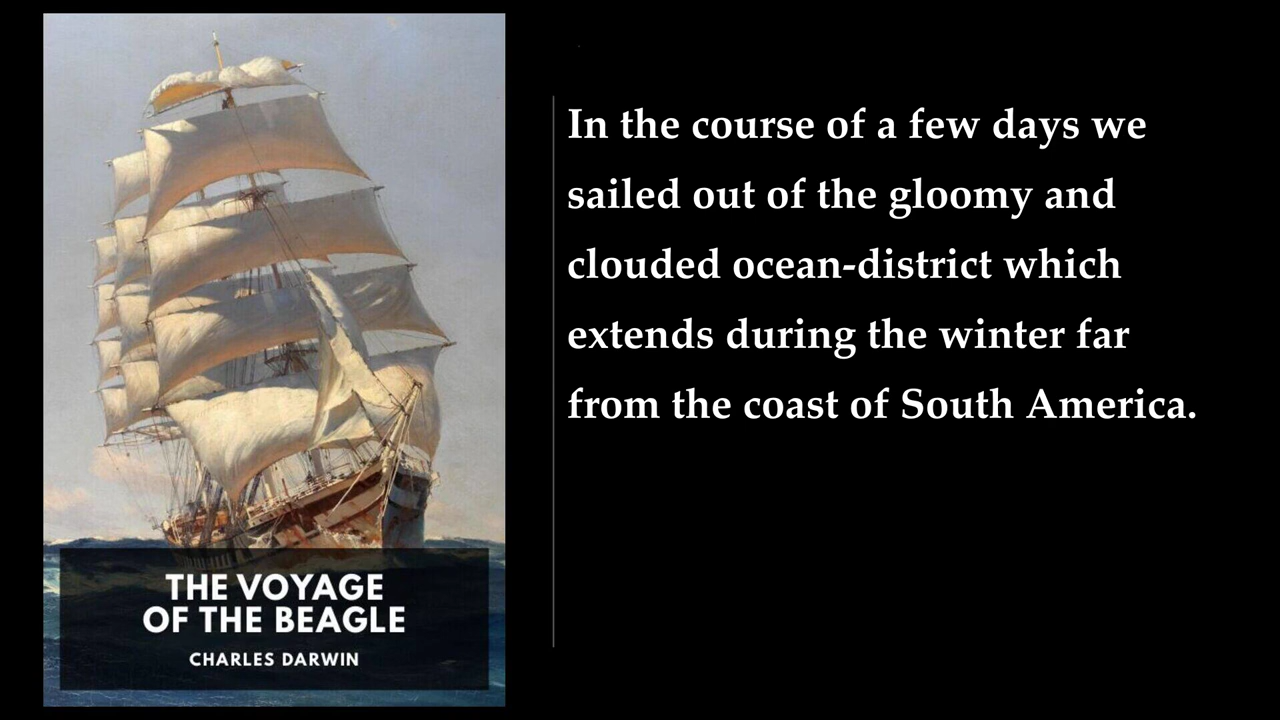 THE VOYAGE
OF THE BEAGLE
CHARLES DARWIN
In the course of a few days we
sailed out of the gloomy and
clouded ocean-district which
extends during the winter far
from the coast of South America.